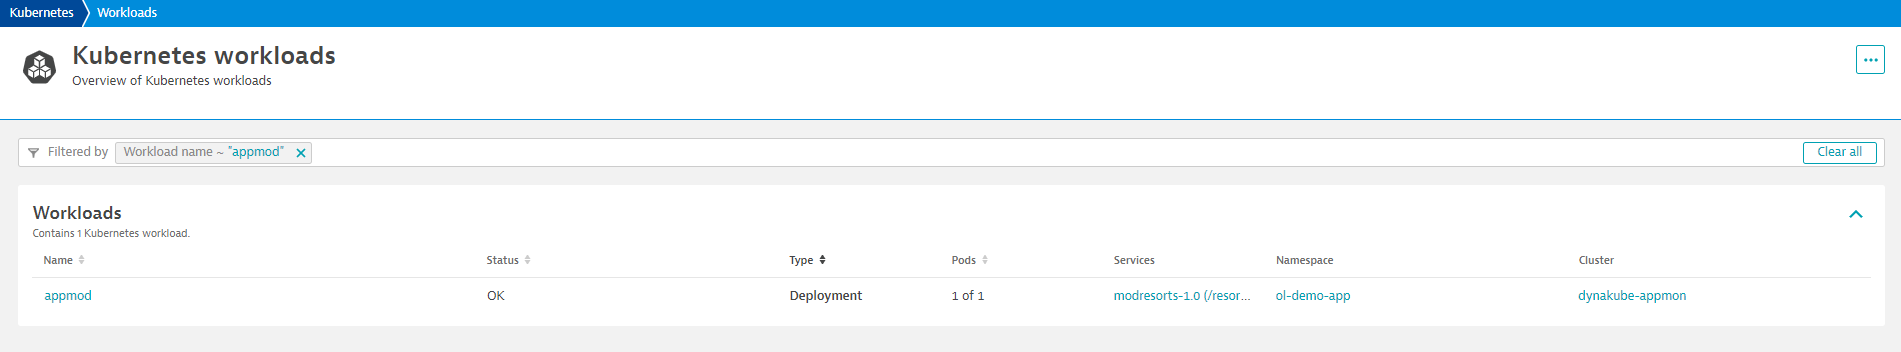 Kubernetes Workloads
Kubernetes workloads
Overview of Kubernetes workloads
Filtered by Workload name ~ "appmod" Clear all
Workloads
Contains 1 Kubernetes workload.
Name Status Type Pods Services Namespace Cluster
appmod OK Deployment 1 of 1 modresorts-1.0 (/resor... ol-demo-app dynakube-appmon